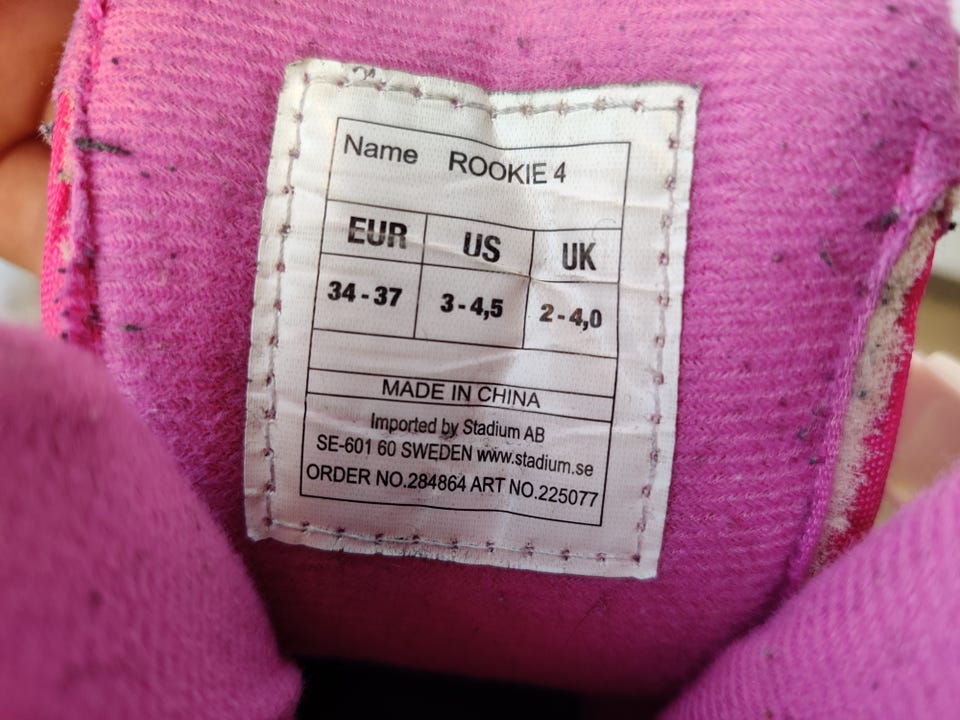 Name ROOKIE 4
EUR US UK
34-37 3-4,5 2-4,0
MADE IN CHINA
Imported by Stadium AB
SE-601 60 SWEDEN www.stadium.se
ORDER NO.284864 ART NO.225077